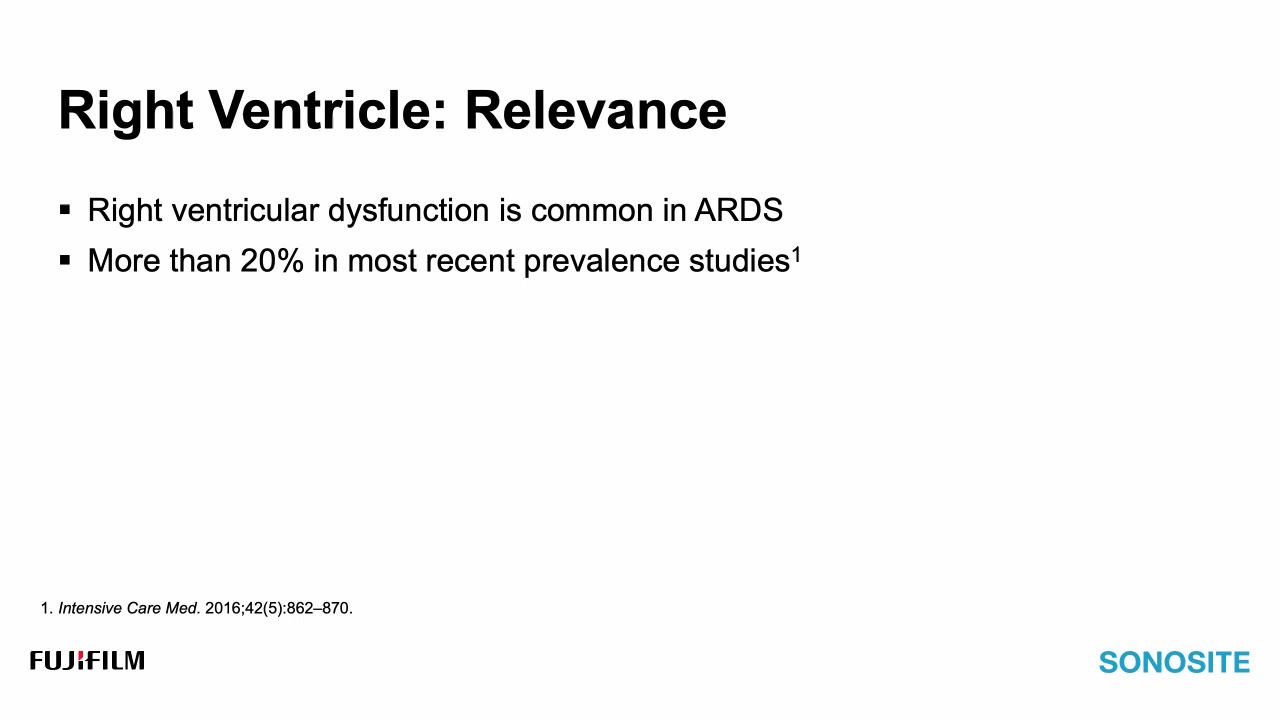 Right Ventricle: Relevance
▪ Right ventricular dysfunction is common in ARDS
▪ More than 20% in most recent prevalence studies¹
1. Intensive Care Med. 2016;42(5):862–870.
FUJIFILM
SONOSITE